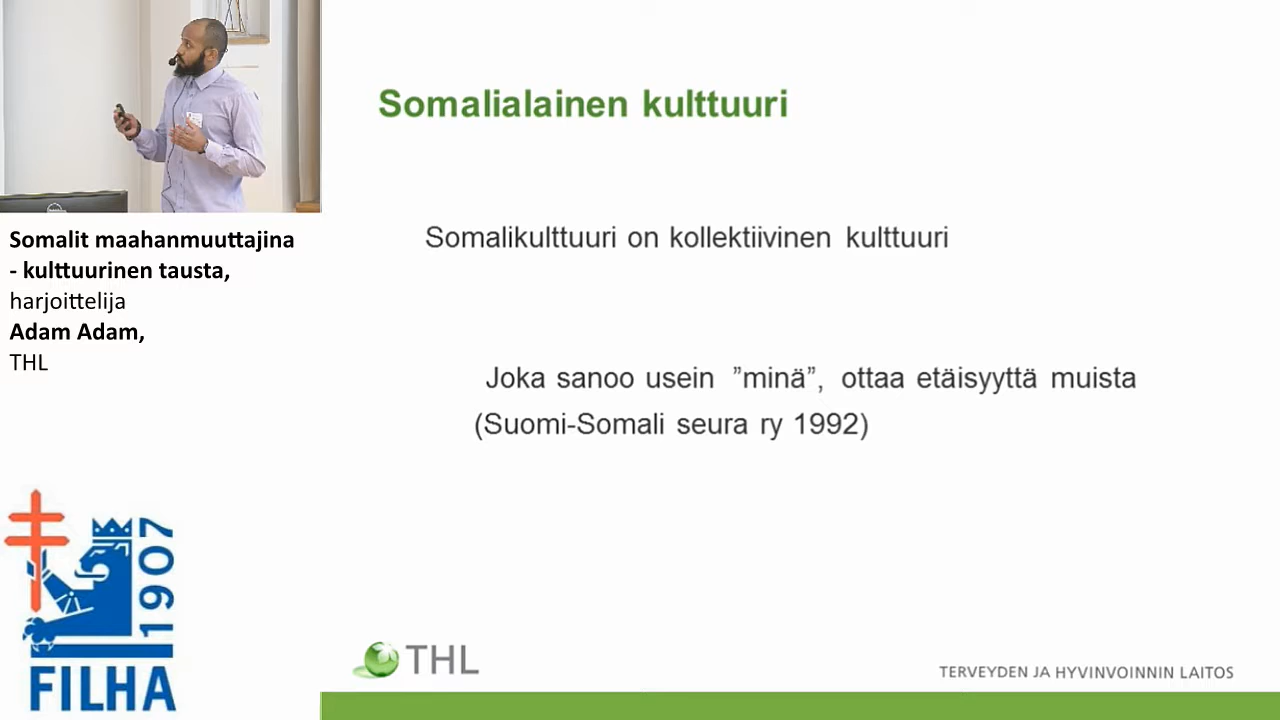 Somalialainen kulttuuri
Somalikulttuuri on kollektiivinen kulttuuri
Joka sanoo usein ”minä”, ottaa etäisyyttä muista
(Suomi-Somali seura ry 1992)
Somalit maahanmuuttajina
- kulttuurinen tausta,
harjoittelija
Adam Adam,
THL
1907
FILHA
THL
TERVEYDEN JA HYVINVOINNIN LAITOS